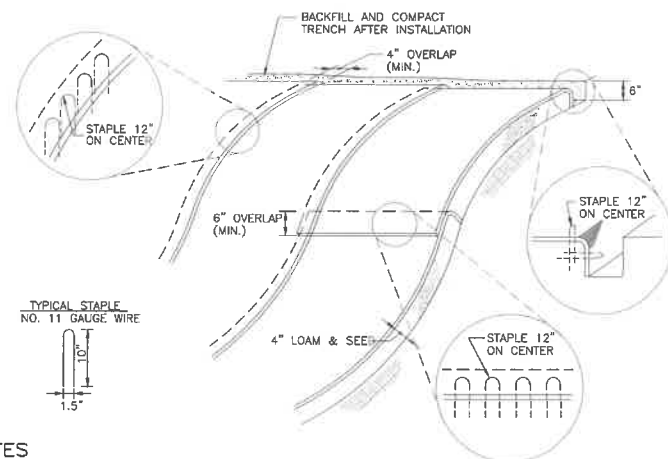 BACKFILL AND COMPACT
TRENCH AFTER INSTALLATION
4" OVERLAP
(MIN.)
6"
STAPLE 12"
ON CENTER
STAPLE 12"
ON CENTER
6" OVERLAP
(MIN.)
TYPICAL STAPLE
NO. 11 GAUGE WIRE
10"
1.5"
4" LOAM & SEE
STAPLE 12"
ON CENTER
TES